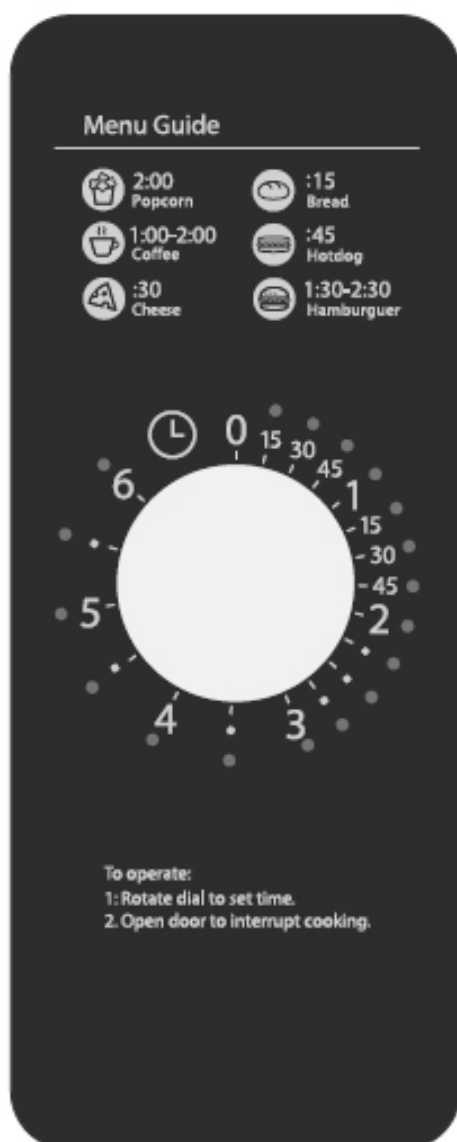 Menu Guide
2:00
Popcorn
:15
Bread
1:00-2:00
Coffee
:45
Hotdog
:30
Cheese
1:30-2:30
Hamburguer
0
15
30
45
1
15
30
45
2
3
4
5
6
To operate:
1: Rotate dial to set time.
2. Open door to interrupt cooking.